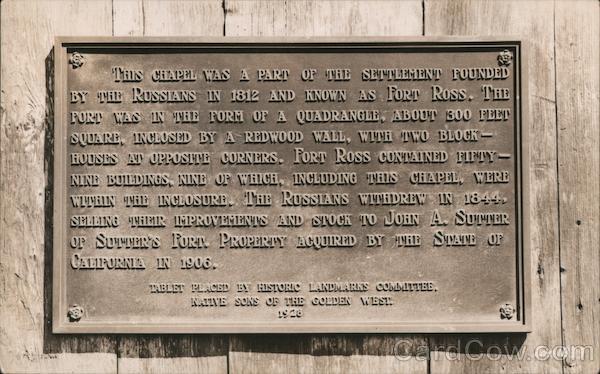 THIS CHAPEL WAS A PART OF THE SETTLEMENT FOUNDED
BY THE RUSSIANS IN 1812 AND KNOWN AS FORT ROSS. THE
FORT WAS IN THE FORM OF A QUADRANGLE, ABOUT 300 FEET
SQUARE, INCLOSED BY A REDWOOD WALL, WITH TWO BLOCK-
HOUSES AT OPPOSITE CORNERS. FORT ROSS CONTAINED FIFTY-
NINE BUILDINGS, NINE OF WHICH, INCLUDING THIS CHAPEL, WERE
WITHIN THE INCLOSURE. THE RUSSIANS WITHDREW IN 1844,
SELLING THEIR IMPROVEMENTS AND STOCK TO JOHN A. SUTTER
OF SUTTER'S FORT. PROPERTY ACQUIRED BY THE STATE OF
CALIFORNIA IN 1906.
TABLET PLACED BY HISTORIC LANDMARKS COMMITTEE,
NATIVE SONS OF THE GOLDEN WEST.
1928
CardCow.com